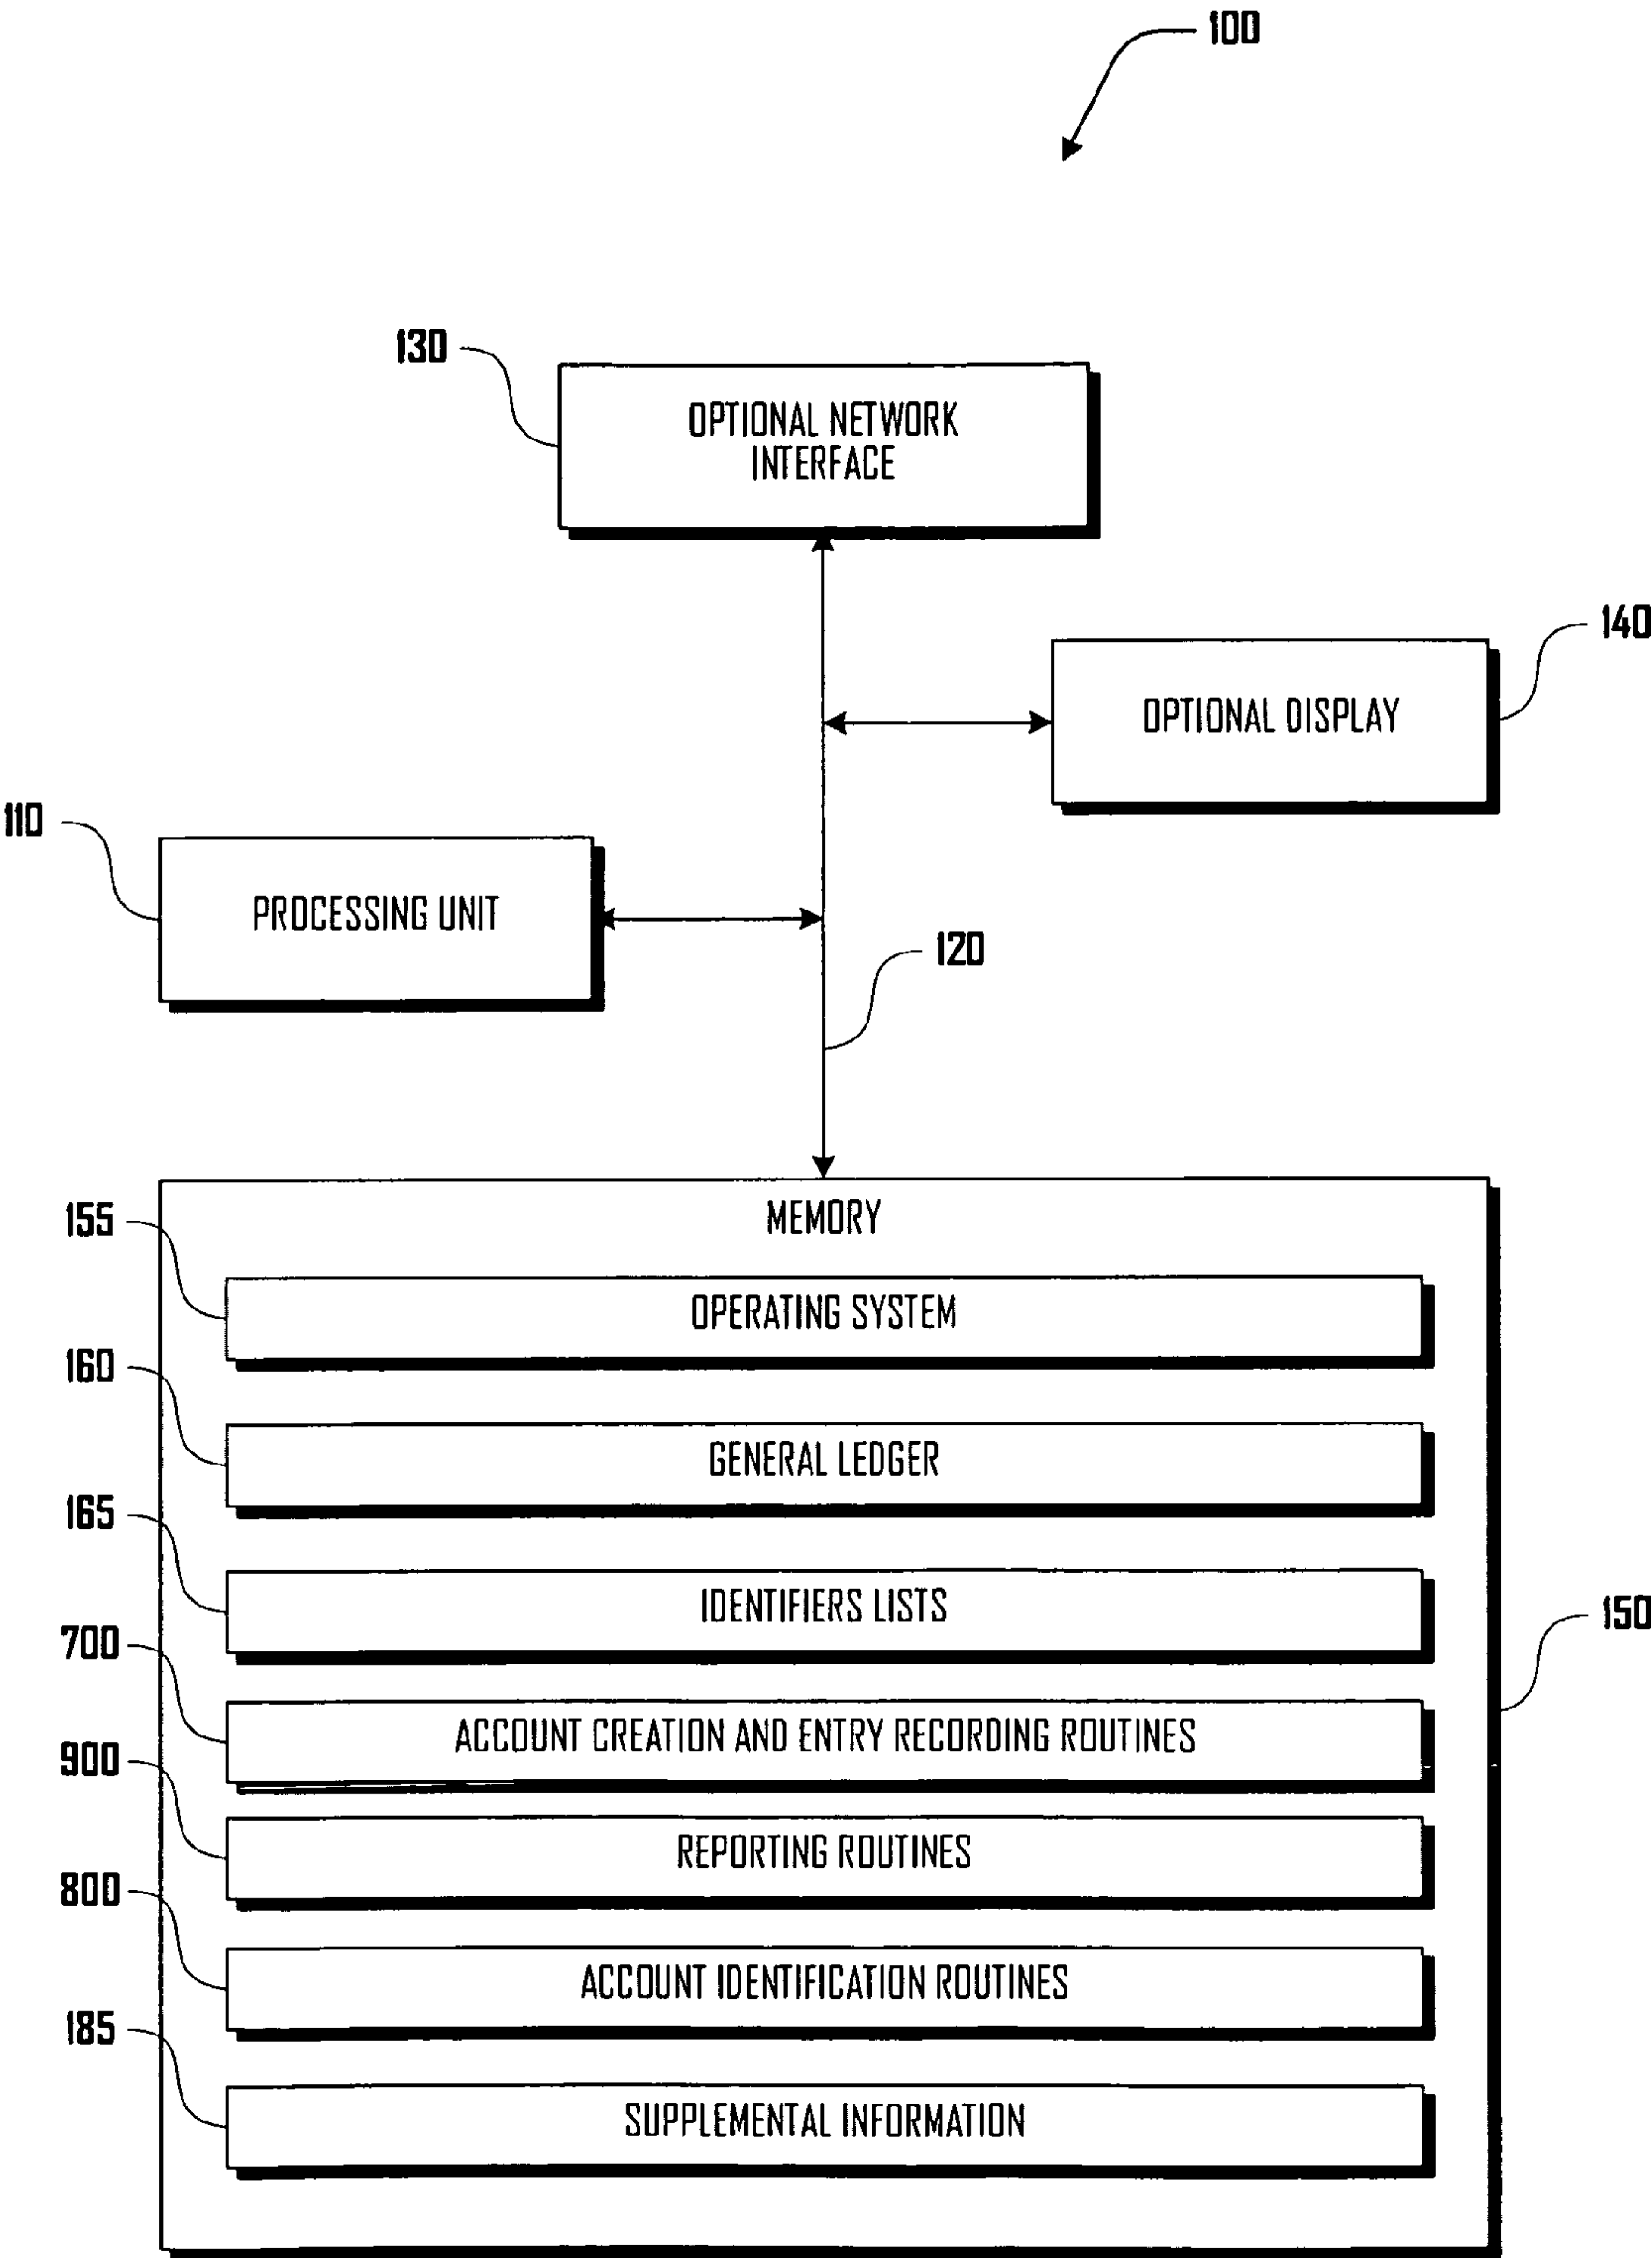 100
130
OPTIONAL NETWORK
INTERFACE
140
OPTIONAL DISPLAY
110
PROCESSING UNIT
120
MEMORY
155
OPERATING SYSTEM
160
GENERAL LEDGER
165
IDENTIFIERS LISTS
150
700
ACCOUNT CREATION AND ENTRY RECORDING ROUTINES
900
REPORTING ROUTINES
800
ACCOUNT IDENTIFICATION ROUTINES
185
SUPPLEMENTAL INFORMATION